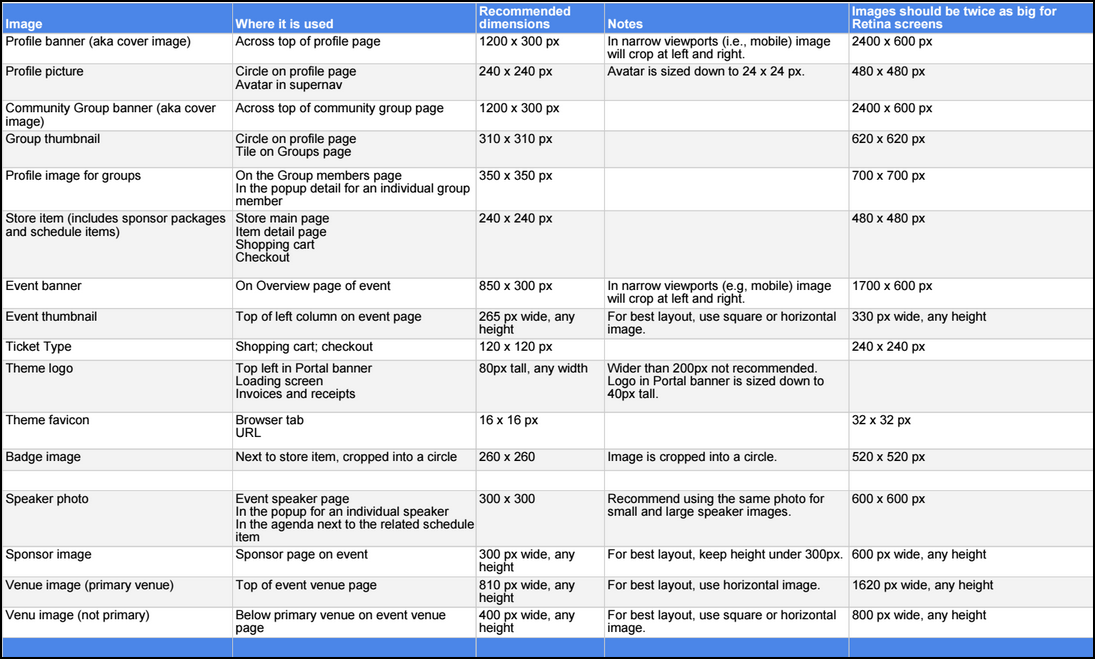 Image
Where it is used
Recommended
dimensions
Notes
Images should be twice as big for
Retina screens
Profile banner (aka cover image)
Across top of profile page
1200 x 300 px
In narrow viewports (i.e., mobile) image
will crop at left and right.
2400 x 600 px
Profile picture
Circle on profile page
Avatar in supernav
240 x 240 px
Avatar is sized down to 24 x 24 px.
480 x 480 px
Community Group banner (aka cover
image)
Across top of community group page
1200 x 300 px
2400 x 600 px
Group thumbnail
Circle on profile page
Tile on Groups page
310 x 310 px
620 x 620 px
Profile image for groups
On the Group members page
In the popup detail for an individual group
member
350 x 350 px
700 x 700 px
Store item (includes sponsor packages
and schedule items)
Store main page
Item detail page
Shopping cart
Checkout
240 x 240 px
480 x 480 px
Event banner
On Overview page of event
850 x 300 px
In narrow viewports (e.g, mobile) image
will crop at left and right.
1700 x 600 px
Event thumbnail
Top of left column on event page
265 px wide, any
height
For best layout, use square or horizontal
image.
330 px wide, any height
Ticket Type
Shopping cart; checkout
120 x 120 px
240 x 240 px
Theme logo
Top left in Portal banner
Loading screen
Invoices and receipts
80px tall, any width
Wider than 200px not recommended.
Logo in Portal banner is sized down to
40px tall.
Theme favicon
Browser tab
URL
16 x 16 px
32 x 32 px
Badge image
Next to store item, cropped into a circle
260 x 260
Image is cropped into a circle.
520 x 520 px
Speaker photo
Event speaker page
In the popup for an individual speaker
In the agenda next to the related schedule
item
300 x 300
Recommend using the same photo for
small and large speaker images.
600 x 600 px
Sponsor image
Sponsor page on event
300 px wide, any
height
For best layout, keep height under 300px.
600 px wide, any height
Venue image (primary venue)
Top of event venue page
810 px wide, any
height
For best layout, use horizontal image.
1620 px wide, any height
Venu image (not primary)
Below primary venue on event venue
page
400 px wide, any
height
For best layout, use square or horizontal
image.
800 px wide, any height